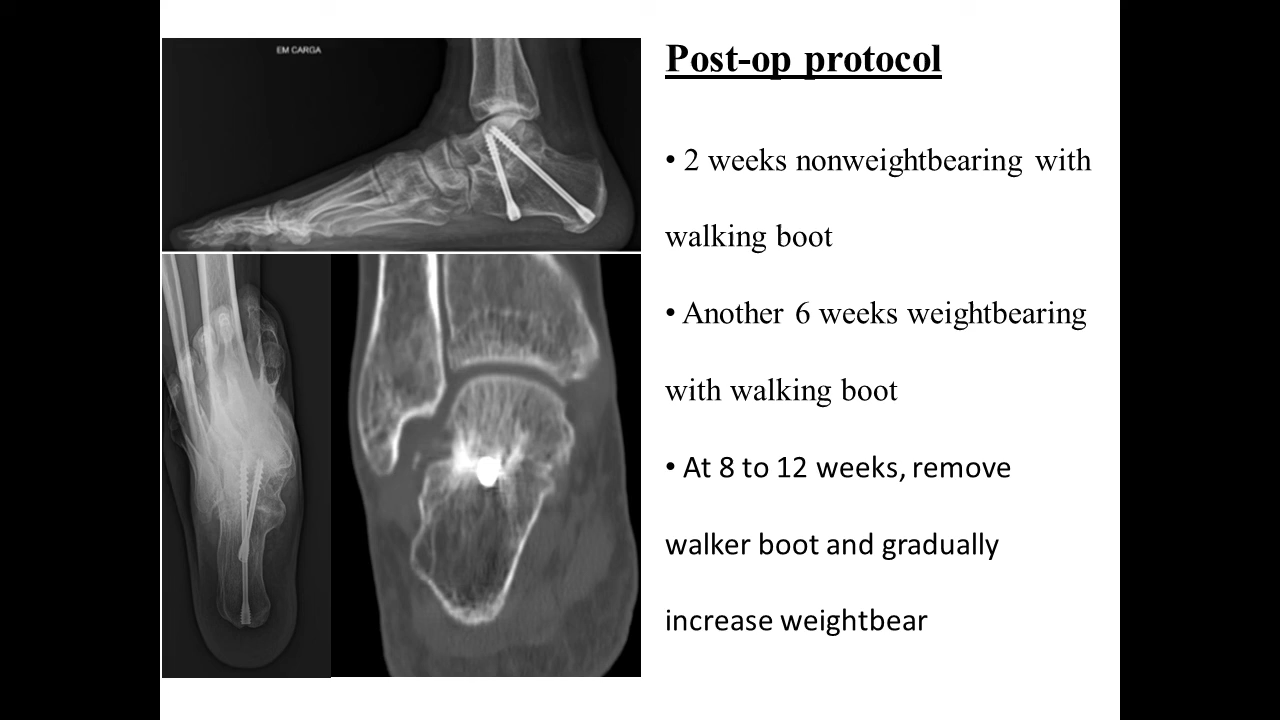 EM CARGA
Post-op protocol
• 2 weeks nonweightbearing with
walking boot
• Another 6 weeks weightbearing
with walking boot
• At 8 to 12 weeks, remove
walker boot and gradually
increase weightbear